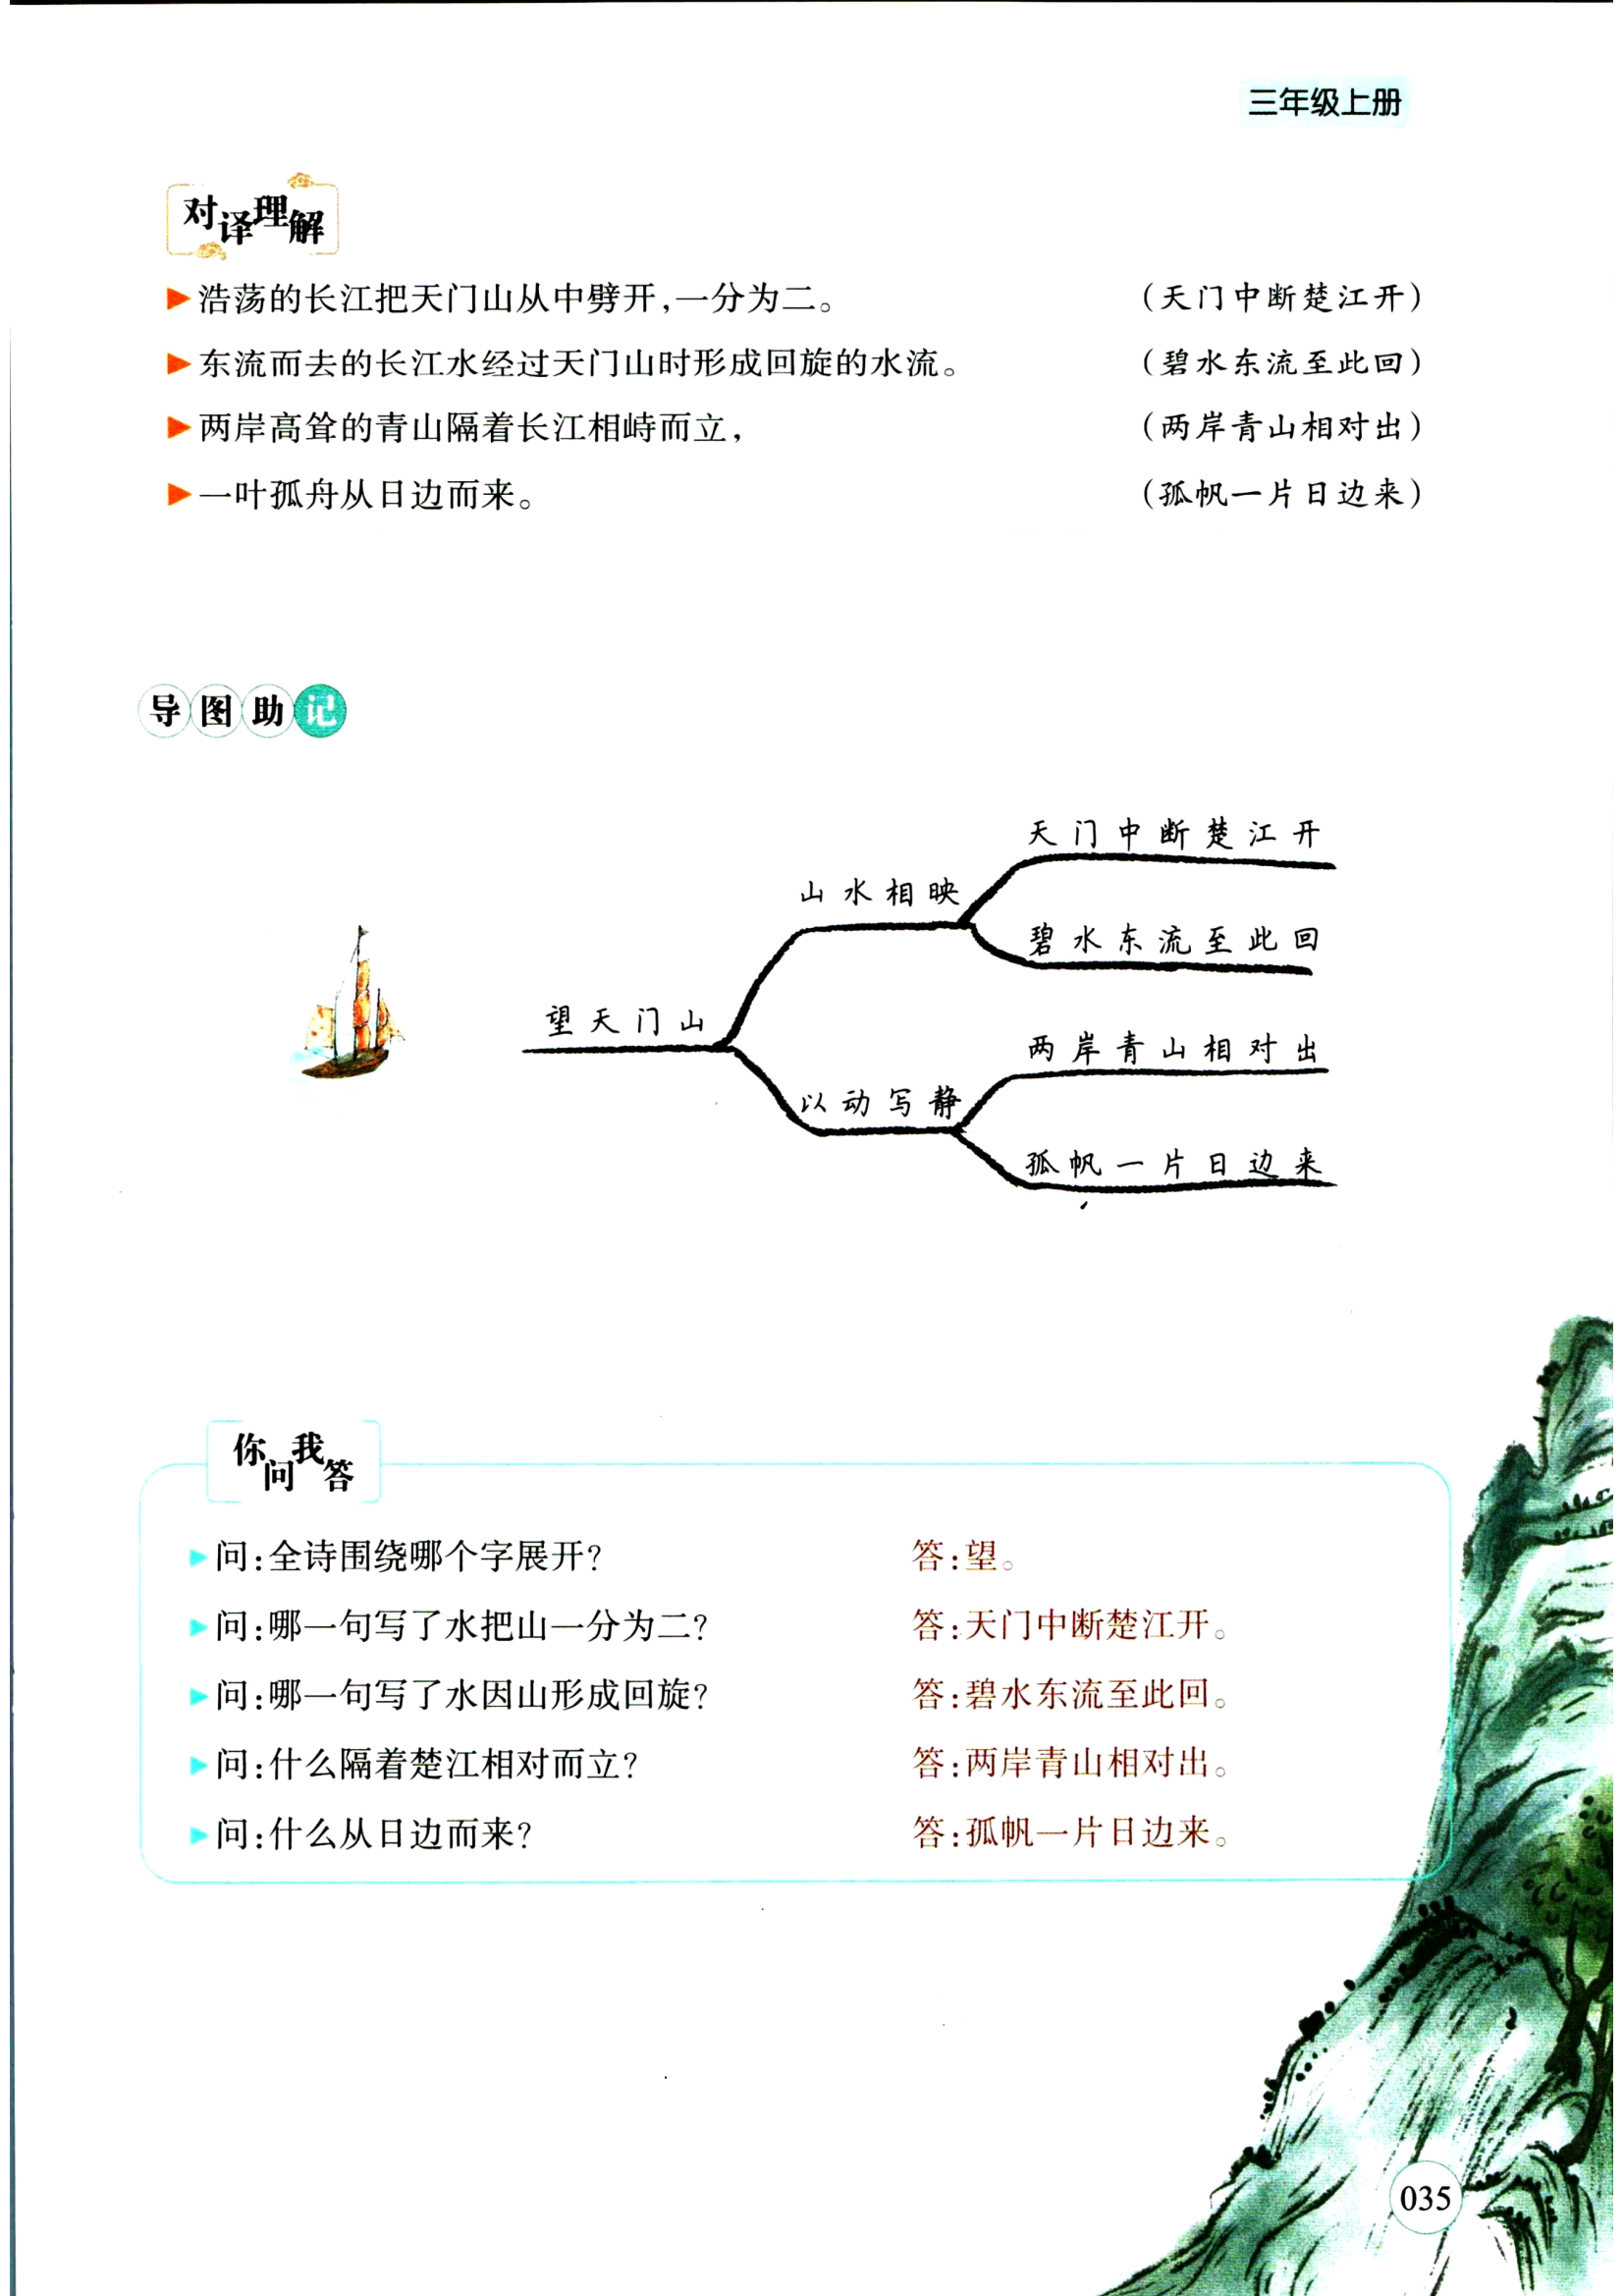 三年级上册
对译理解
浩荡的长江把天门山从中劈开,一分为二。 (天门中断楚江开)
东流而去的长江水经过天门山时形成回旋的水流。 (碧水东流至此回)
两岸高耸的青山隔着长江相峙而立, (两岸青山相对出)
一叶孤舟从日边而来。 (孤帆一片日边来)
导图助记
天门中断楚江开
山水相映
碧水东流至此回
望天门山
两岸青山相对出
以动写静
孤帆一片日边来
你问我答
问:全诗围绕哪个字展开? 答:望。
问:哪一句写了水把山一分为二? 答:天门中断楚江开。
问:哪一句写了水因山形成回旋? 答:碧水东流至此回。
问:什么隔着楚江相对而立? 答:两岸青山相对出。
问:什么从日边而来? 答:孤帆一片日边来。
035